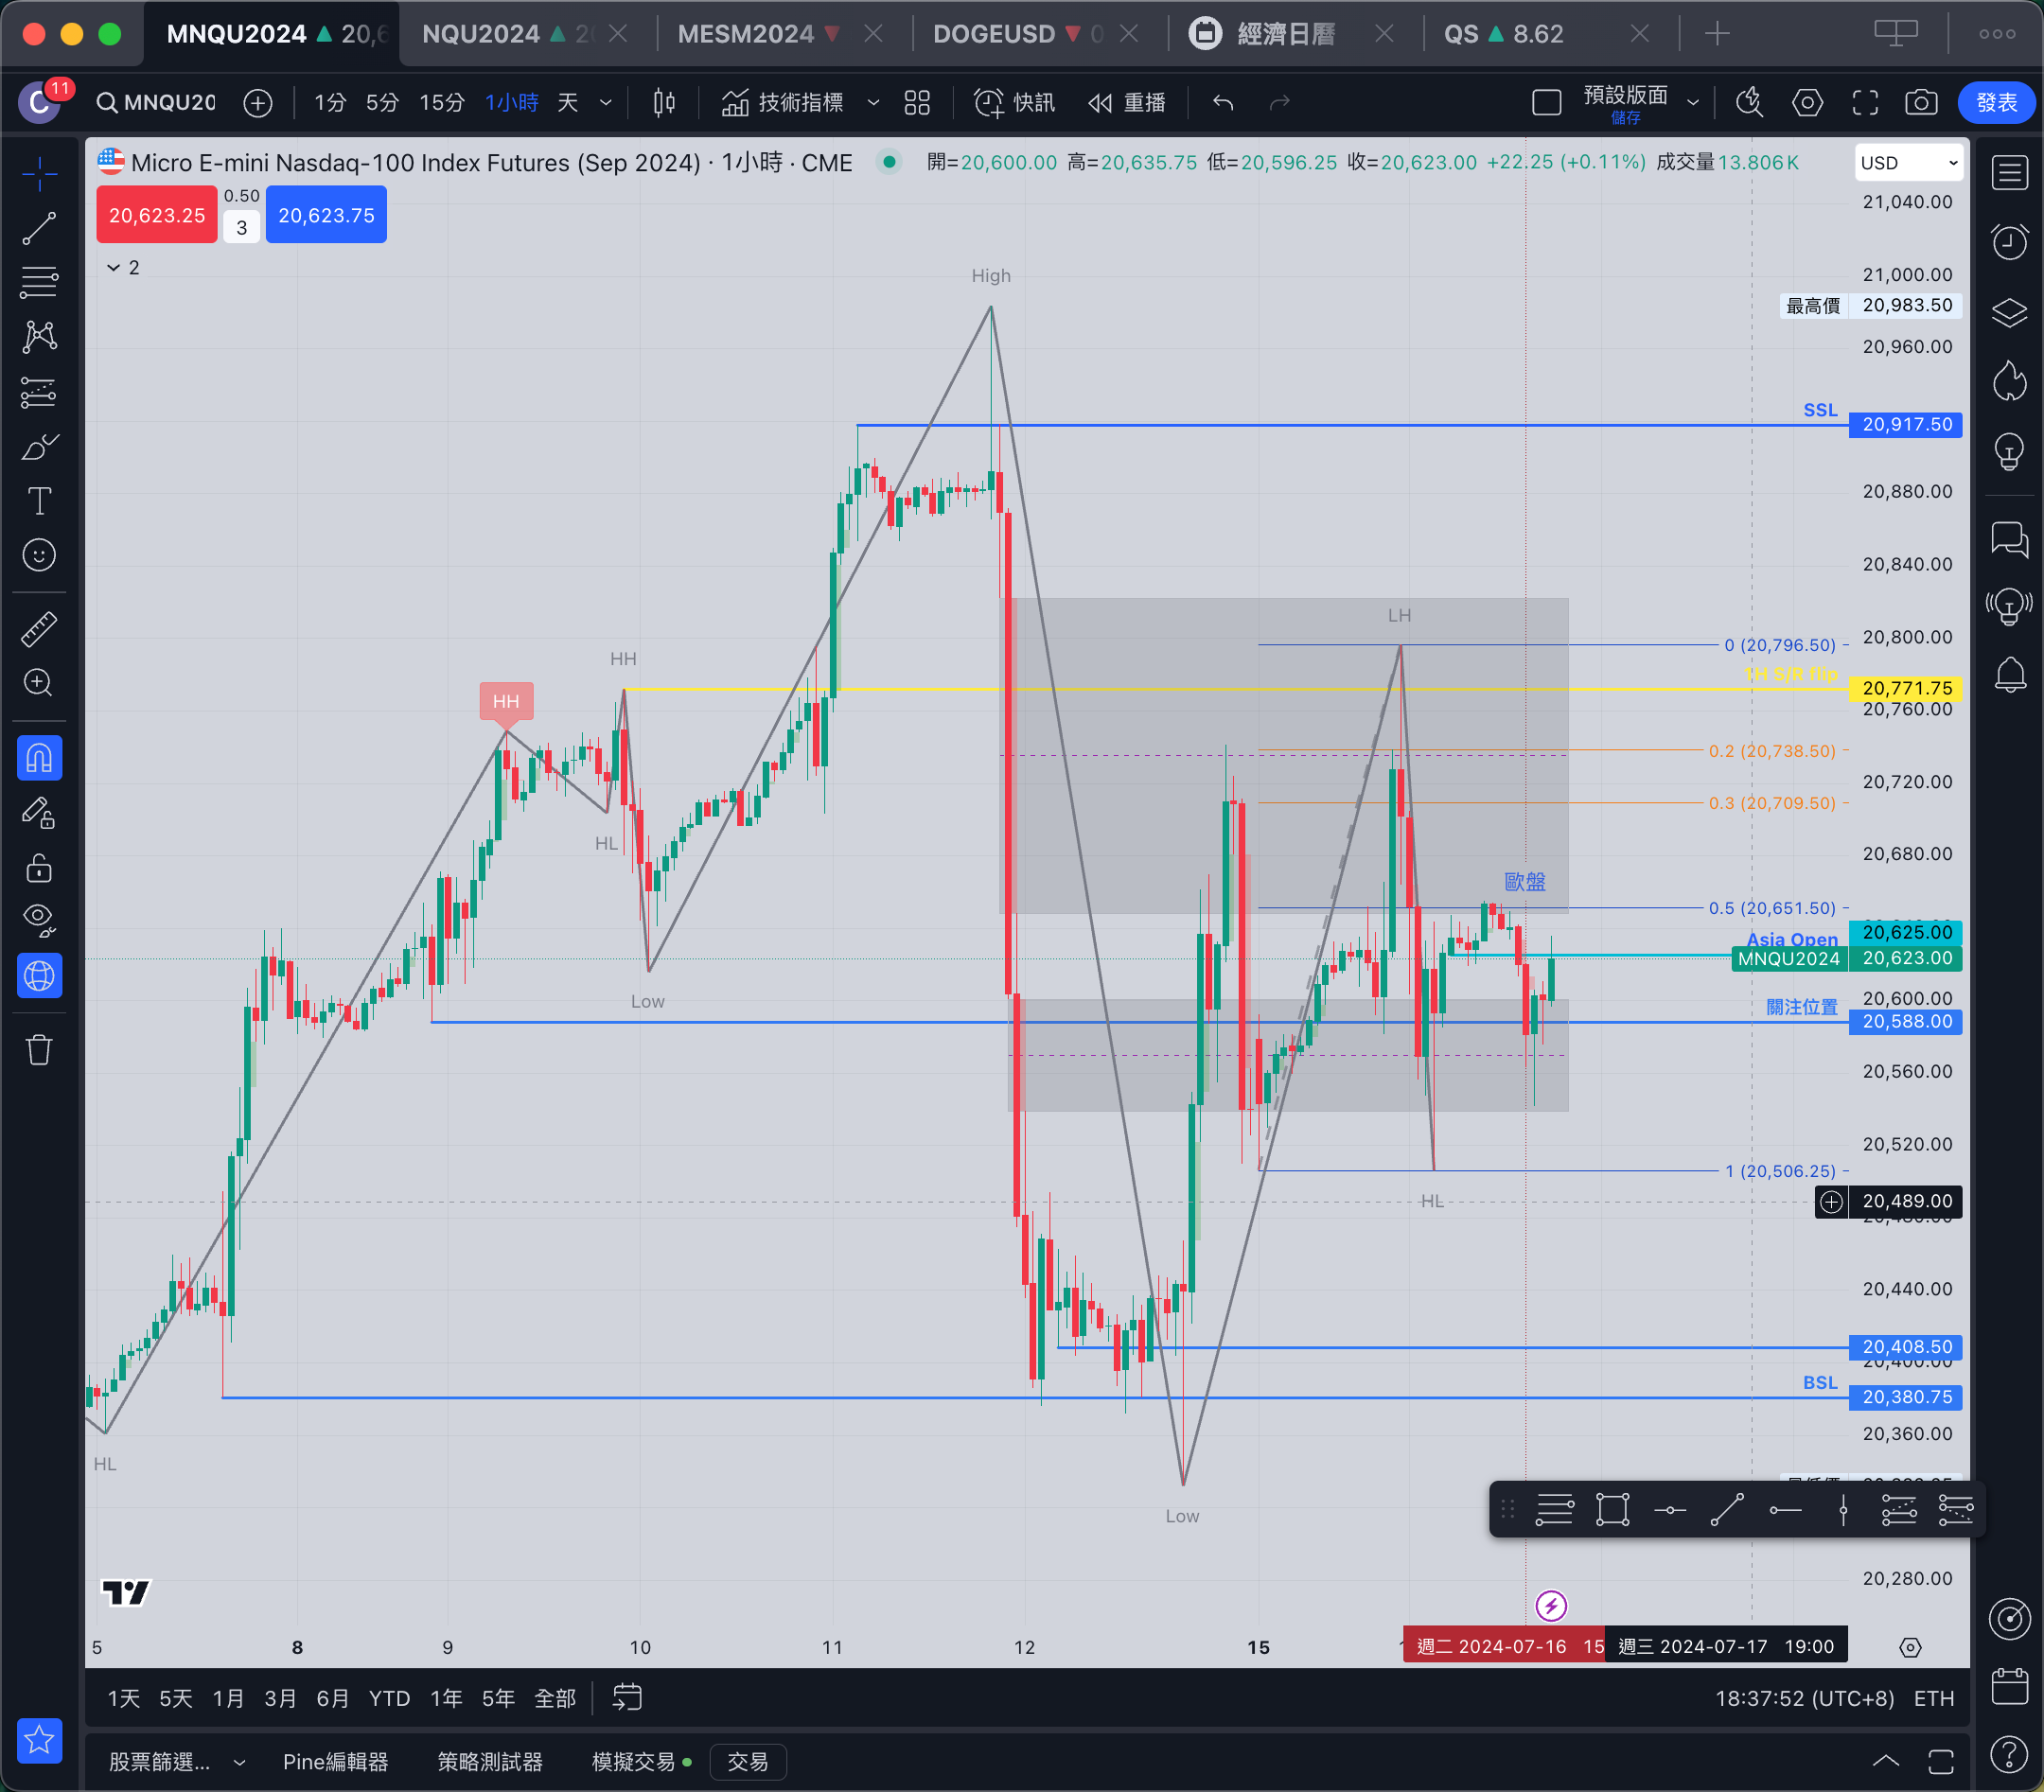 MNQU2024 20,6
NQU2024
MESM2024
DOGEUSD
經濟日曆
QS 8.62
C 11
MNQU20
1分 5分 15分 1小時 天
技術指標
快訊
重播
預設版面
儲存
發表
Micro E-mini Nasdaq-100 Index Futures (Sep 2024) · 1小時 · CME
開=20,600.00 高=20,635.75 低=20,596.25 收=20,623.00 +22.25 (+0.11%) 成交量13.806K
USD
20,623.25
0.50
3
20,623.75
2
21,040.00
High
21,000.00
最高價 20,983.50
20,960.00
SSL
20,917.50
20,880.00
20,840.00
LH
20,800.00
0 (20,796.50)
HH
1H S/R flip
20,771.75
HH
20,760.00
0.2 (20,738.50)
20,720.00
0.3 (20,709.50)
HL
20,680.00
歐盤
0.5 (20,651.50)
Asia Open
20,625.00
MNQU2024 20,623.00
Low
20,600.00
關注位置
20,588.00
20,560.00
20,520.00
1 (20,506.25)
HL
20,489.00
20,440.00
20,408.50
20,400.00
BSL
20,380.75
20,360.00
HL
Low
20,280.00
5 8 9 10 11 12 15
週二 2024-07-16 15
週三 2024-07-17 19:00
1天 5天 1月 3月 6月 YTD 1年 5年 全部
18:37:52 (UTC+8) ETH
股票篩選... Pine編輯器 策略測試器 模擬交易 交易